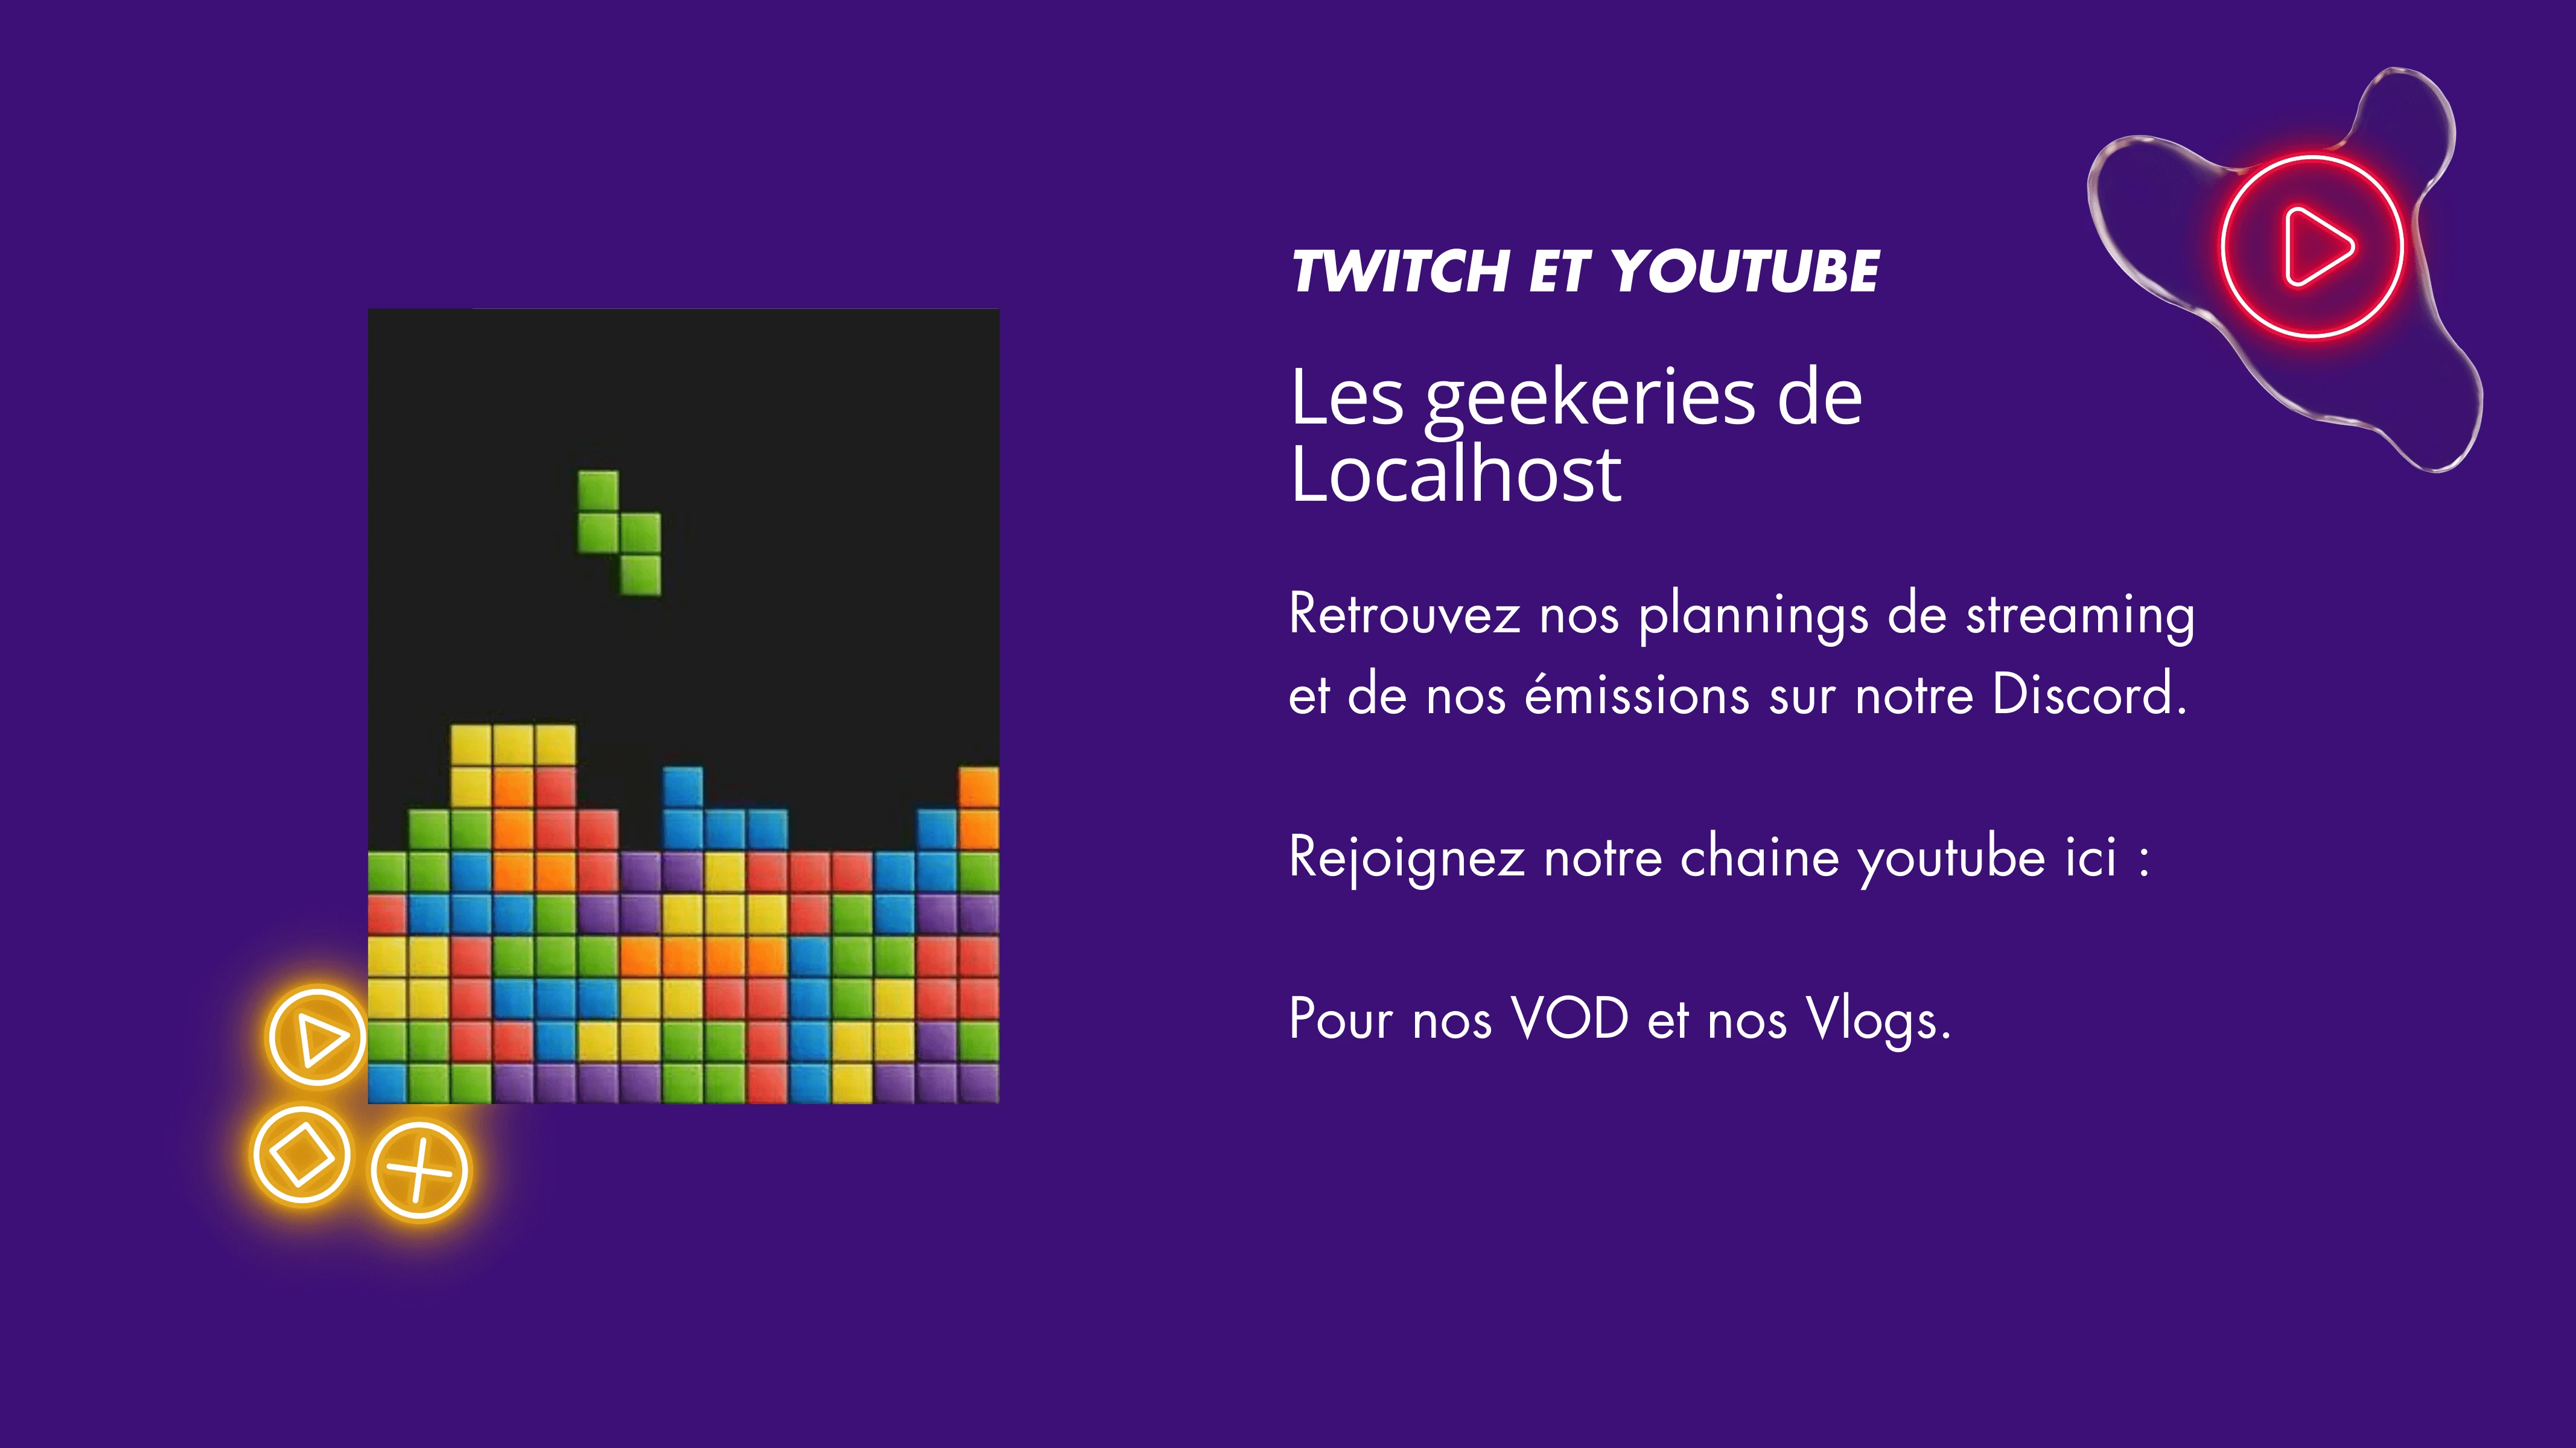 TWITCH ET YOUTUBE
Les geekeries de
Localhost
Retrouvez nos plannings de streaming
et de nos émissions sur notre Discord.
Rejoignez notre chaine youtube ici :
Pour nos VOD et nos Vlogs.